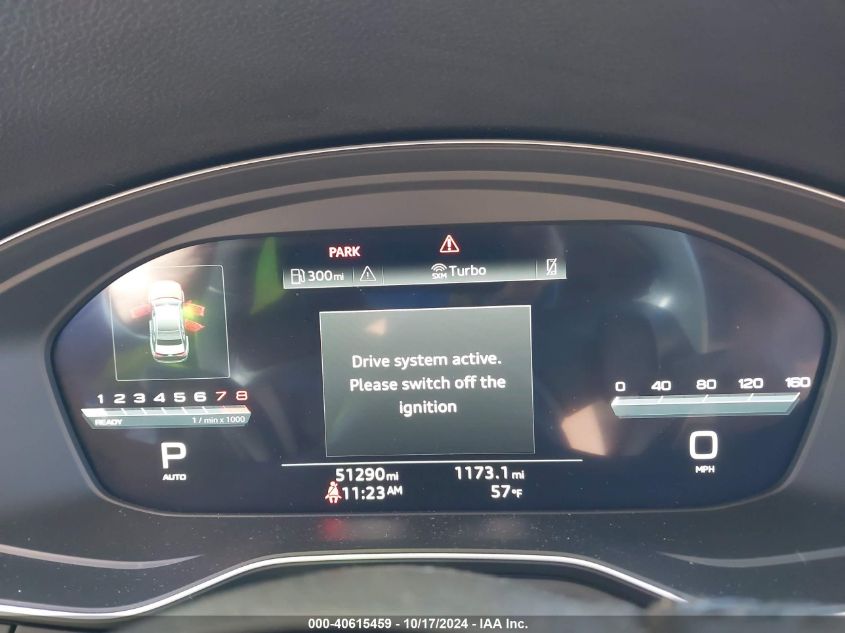 PARK
300mi
SXM Turbo
Drive system active.
Please switch off the
ignition
1 2 3 4 5 6 7 8
READY 1 / min x 1000
P
AUTO
0 40 80 120 160
0
MPH
51290mi 1173.1mi
11:23AM 57°F
000-40615459 - 10/17/2024 - IAA Inc.